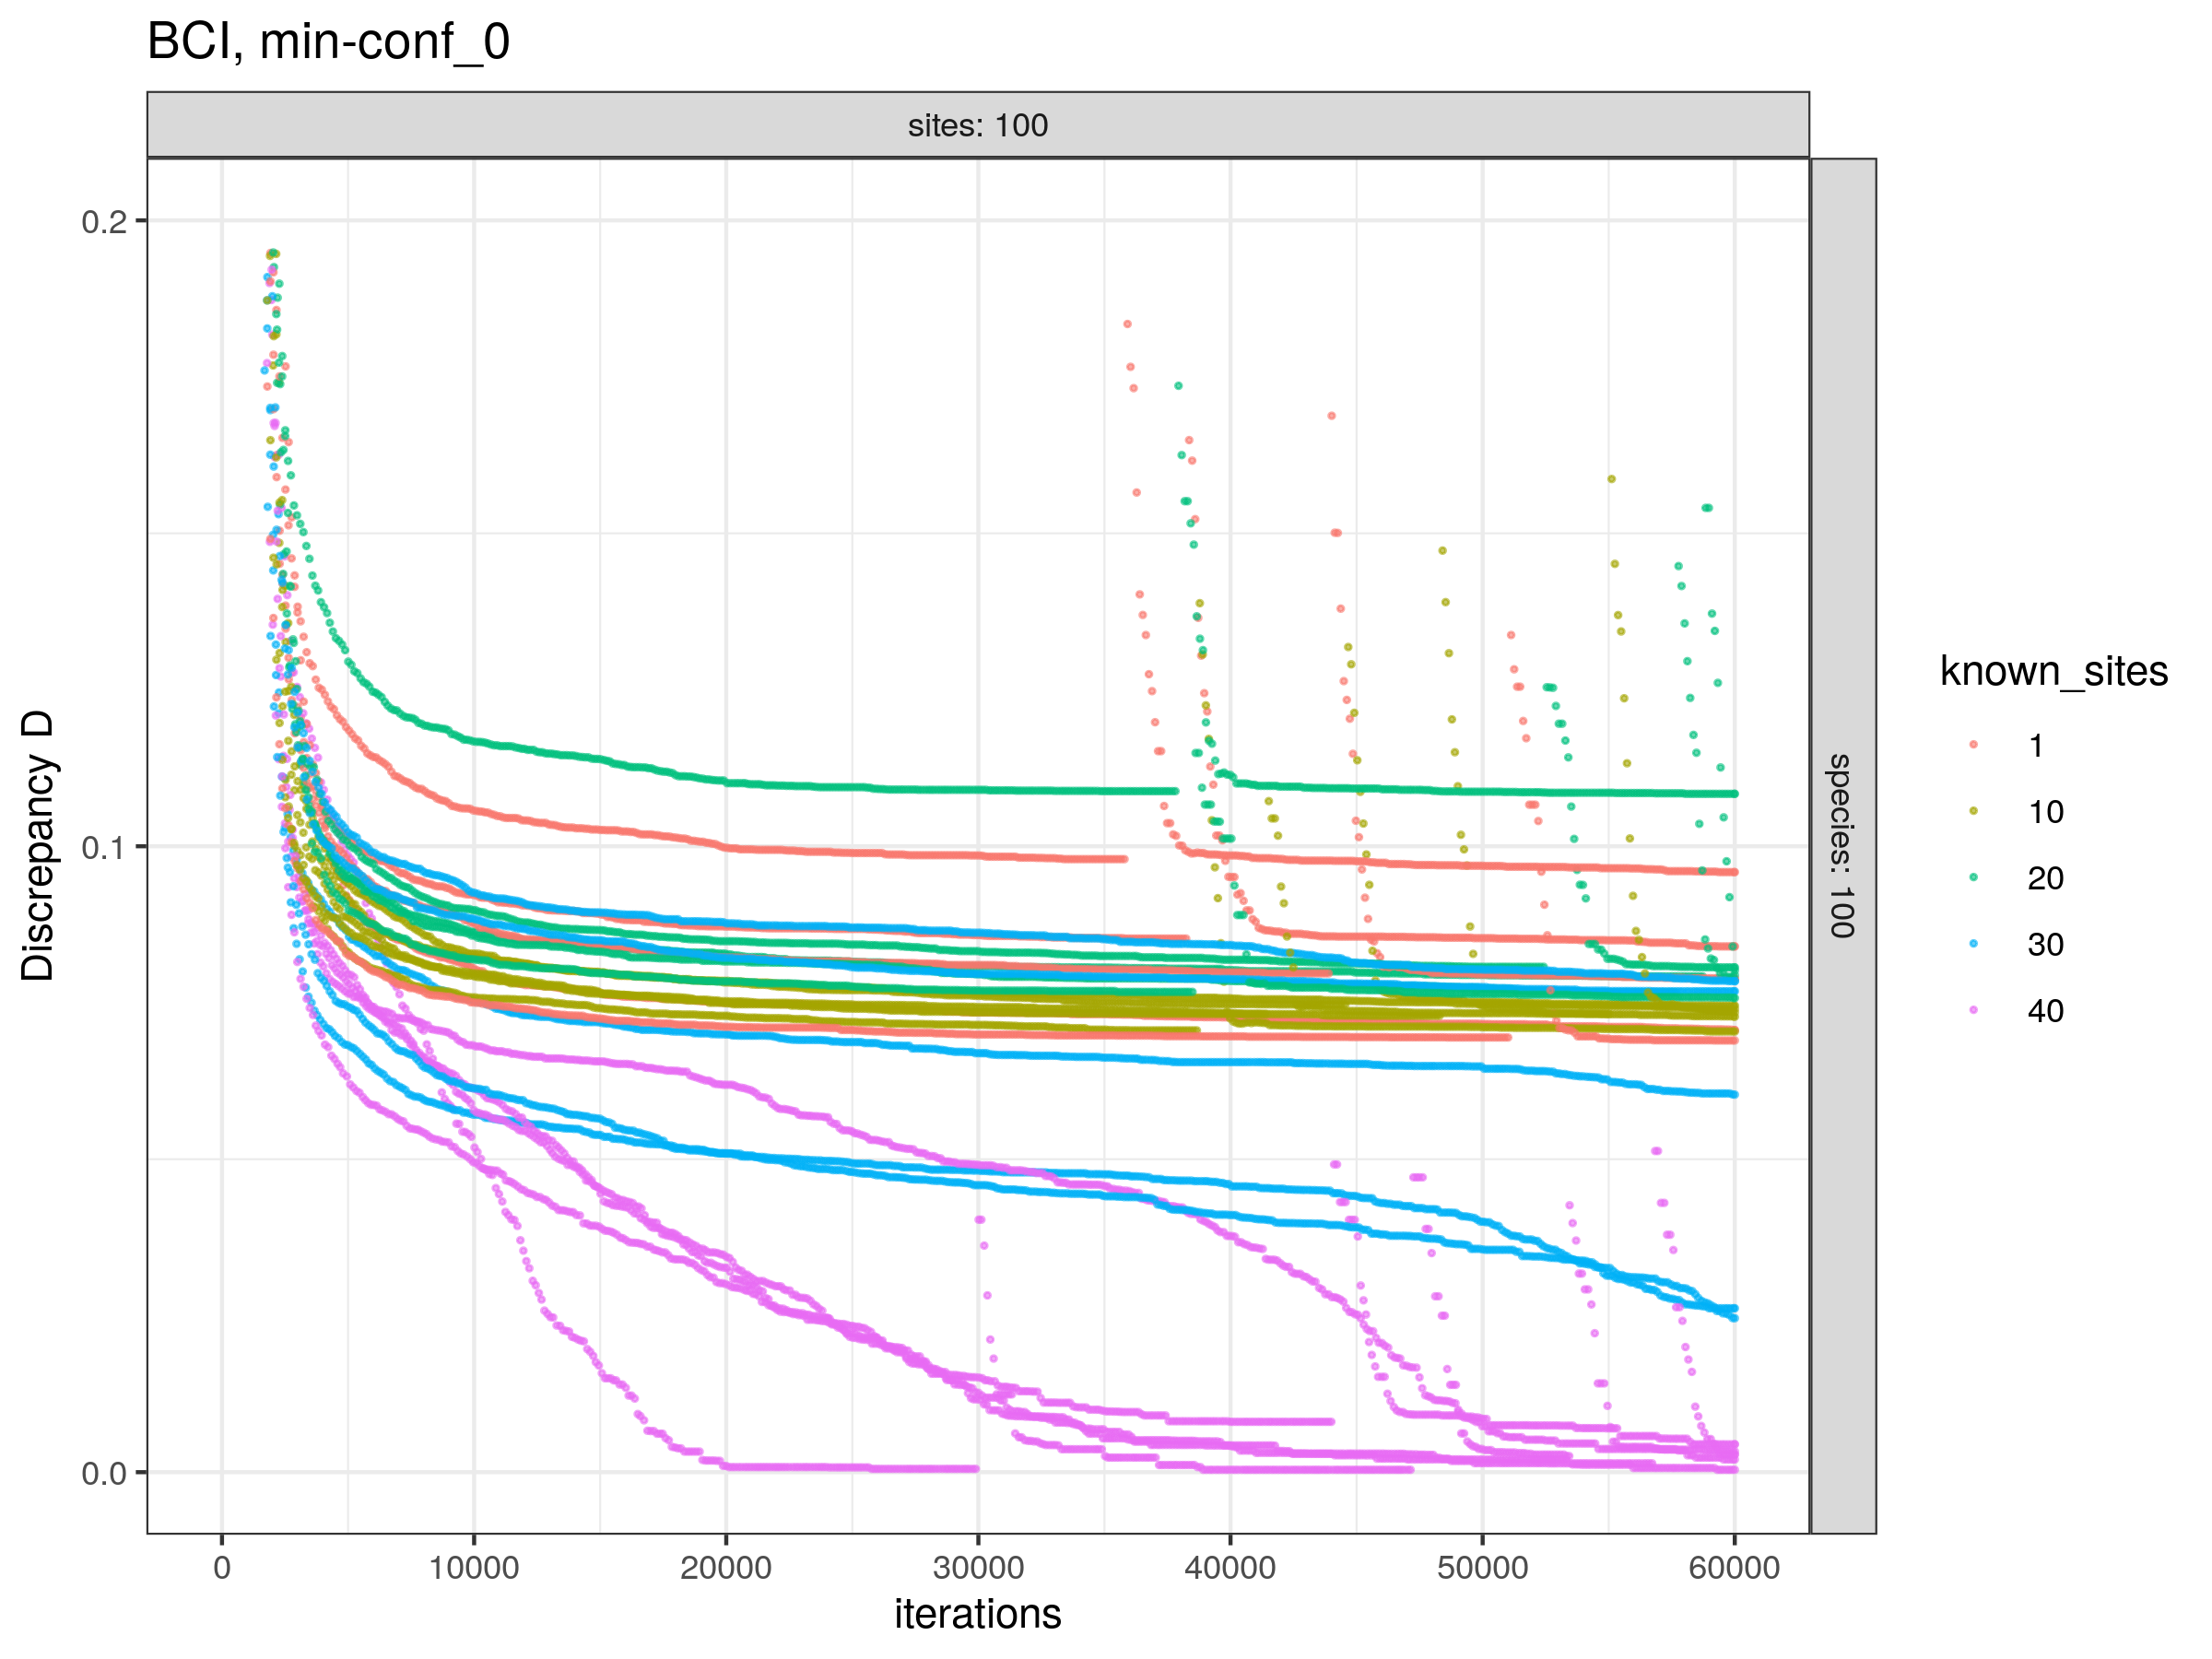 BCI, min-conf_0
sites: 100
species: 100
Discrepancy D
0.2
0.1
0.0
0 10000 20000 30000 40000 50000 60000
iterations
known_sites
1
10
20
30
40